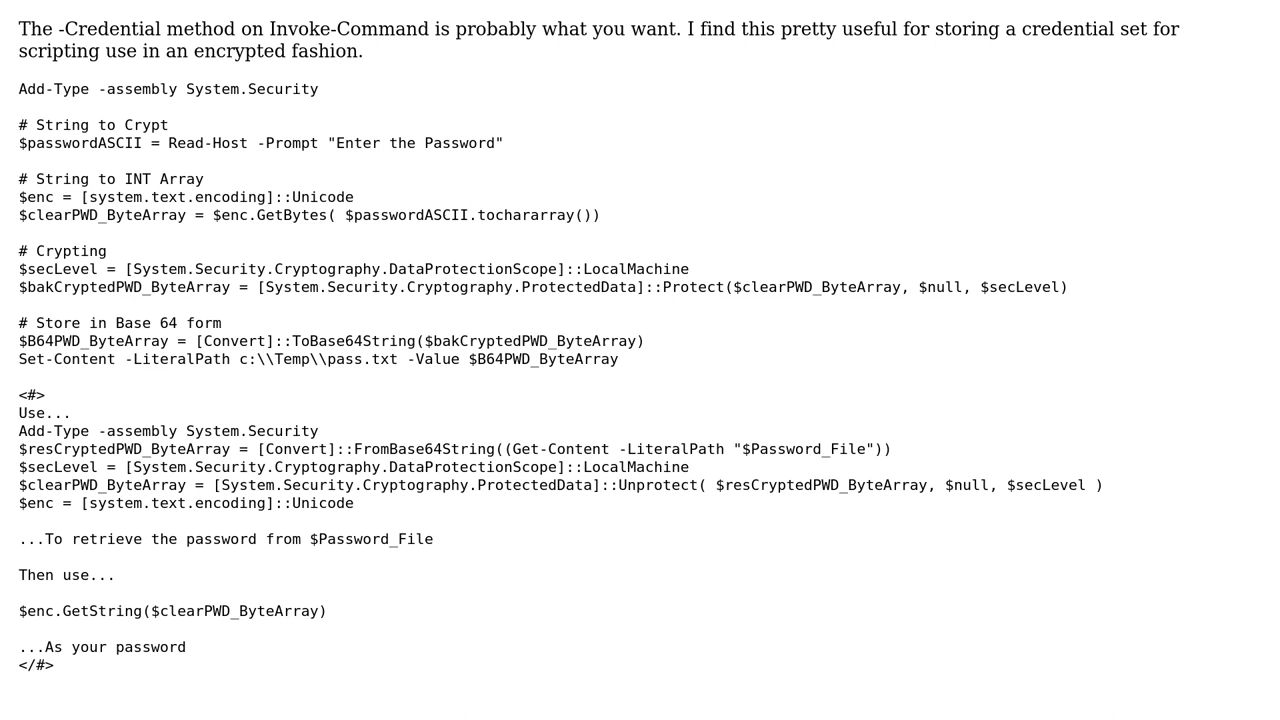 The -Credential method on Invoke-Command is probably what you want. I find this pretty useful for storing a credential set for
scripting use in an encrypted fashion.
Add-Type -assembly System.Security
# String to Crypt
$passwordASCII = Read-Host -Prompt "Enter the Password"
# String to INT Array
$enc = [system.text.encoding]::Unicode
$clearPWD_ByteArray = $enc.GetBytes( $passwordASCII.tochararray())
# Crypting
$secLevel = [System.Security.Cryptography.DataProtectionScope]::LocalMachine
$bakCryptedPWD_ByteArray = [System.Security.Cryptography.ProtectedData]::Protect($clearPWD_ByteArray, $null, $secLevel)
# Store in Base 64 form
$B64PWD_ByteArray = [Convert]::ToBase64String($bakCryptedPWD_ByteArray)
Set-Content -LiteralPath c:\\Temp\\pass.txt -Value $B64PWD_ByteArray
<#>
Use...
Add-Type -assembly System.Security
$resCryptedPWD_ByteArray = [Convert]::FromBase64String((Get-Content -LiteralPath "$Password_File"))
$secLevel = [System.Security.Cryptography.DataProtectionScope]::LocalMachine
$clearPWD_ByteArray = [System.Security.Cryptography.ProtectedData]::Unprotect( $resCryptedPWD_ByteArray, $null, $secLevel )
$enc = [system.text.encoding]::Unicode
...To retrieve the password from $Password_File
Then use...
$enc.GetString($clearPWD_ByteArray)
...As your password
</#>